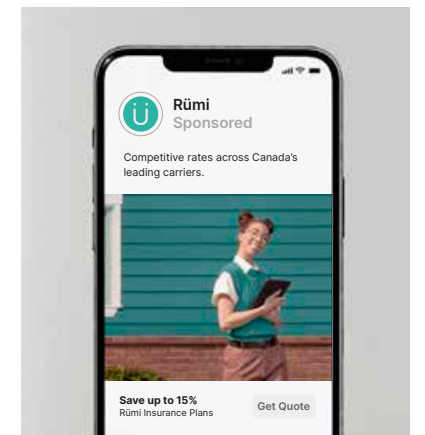 Ü
Rümi
Sponsored
Competitive rates across Canada's
leading carriers.
Save up to 15%
Rümi Insurance Plans
Get Quote